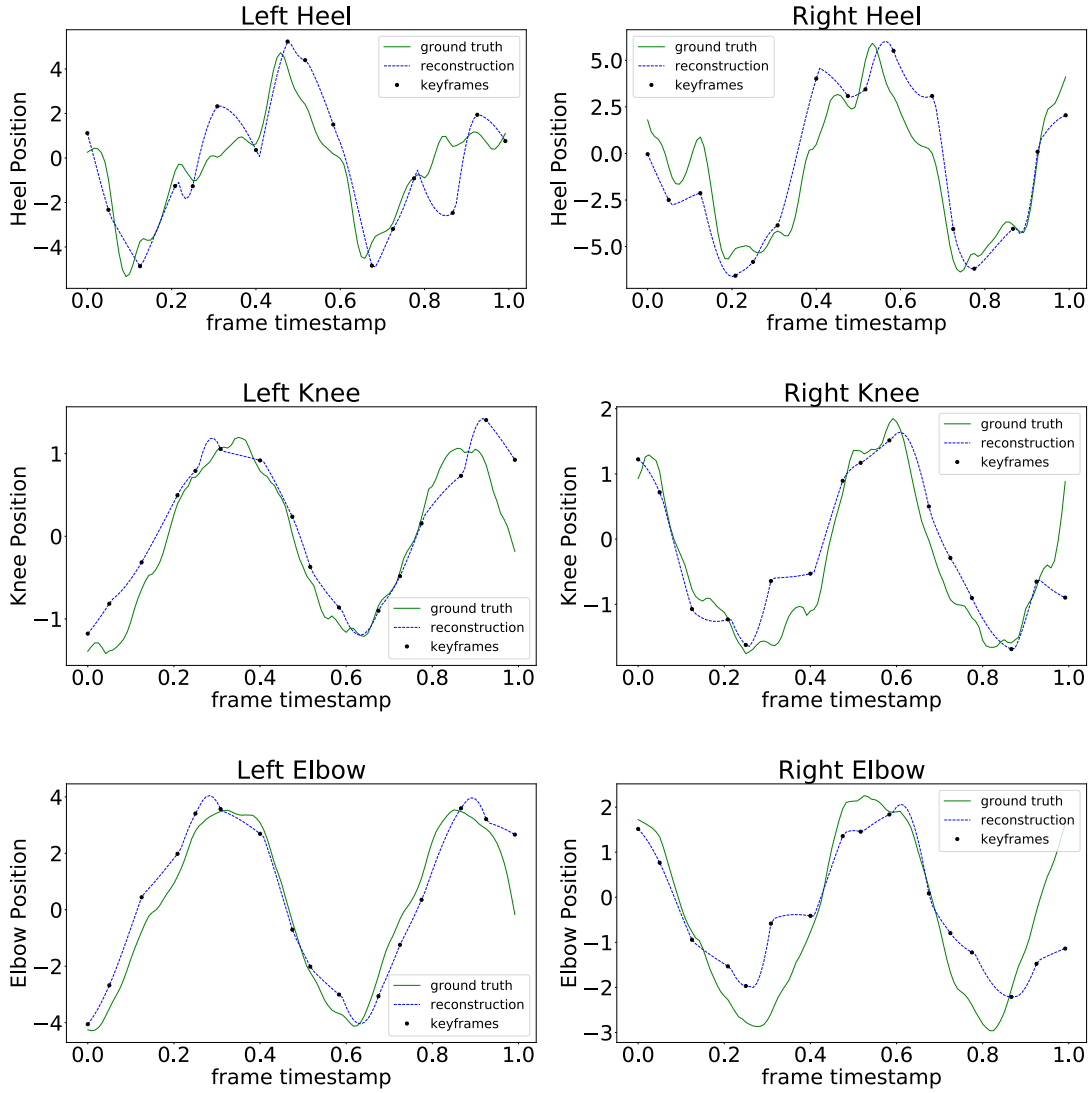 Left Heel
Heel Position
4
2
0
−2
−4
0.0 0.2 0.4 0.6 0.8 1.0
frame timestamp
ground truth
reconstruction
keyframes
Right Heel
Heel Position
5.0
2.5
0.0
−2.5
−5.0
0.0 0.2 0.4 0.6 0.8 1.0
frame timestamp
ground truth
reconstruction
keyframes
Left Knee
Knee Position
1
0
−1
0.0 0.2 0.4 0.6 0.8 1.0
frame timestamp
ground truth
reconstruction
keyframes
Right Knee
Knee Position
2
1
0
−1
0.0 0.2 0.4 0.6 0.8 1.0
frame timestamp
ground truth
reconstruction
keyframes
Left Elbow
Elbow Position
4
2
0
−2
−4
0.0 0.2 0.4 0.6 0.8 1.0
frame timestamp
ground truth
reconstruction
keyframes
Right Elbow
Elbow Position
2
1
0
−1
−2
−3
0.0 0.2 0.4 0.6 0.8 1.0
frame timestamp
ground truth
reconstruction
keyframes